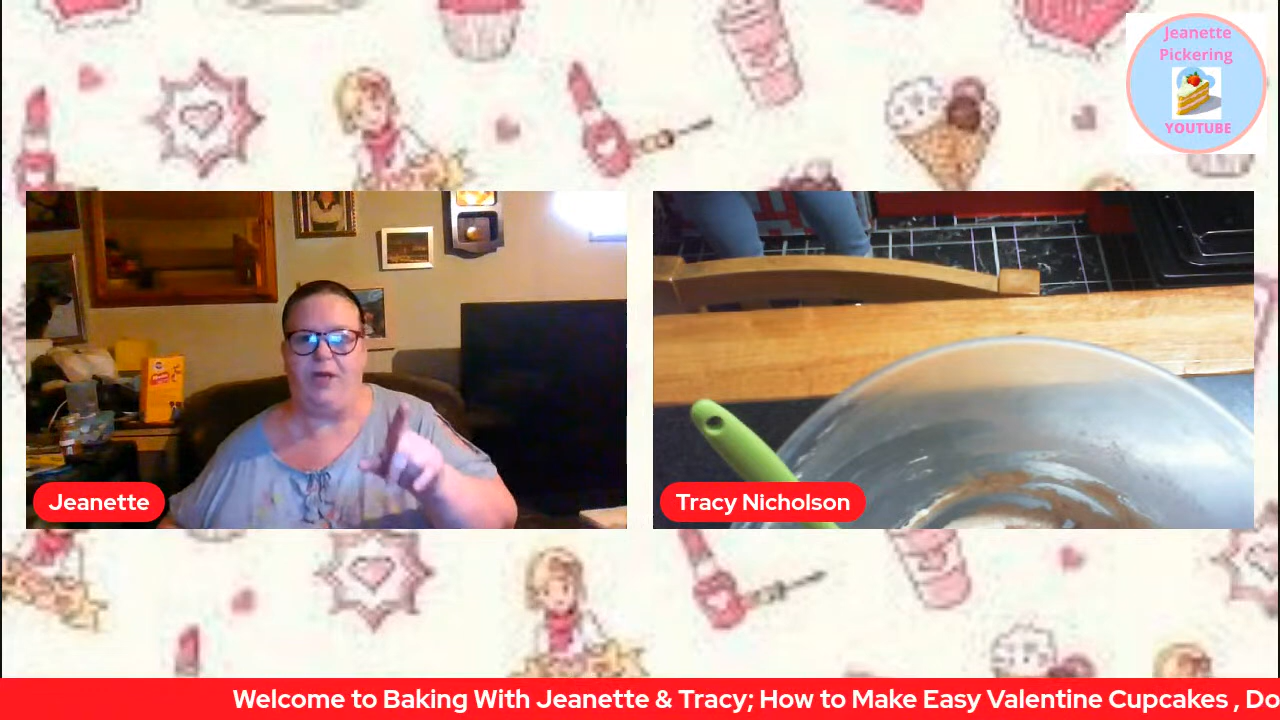 Jeanette
Pickering
YOUTUBE
Jeanette
Tracy Nicholson
Welcome to Baking With Jeanette & Tracy; How to Make Easy Valentine Cupcakes , Do